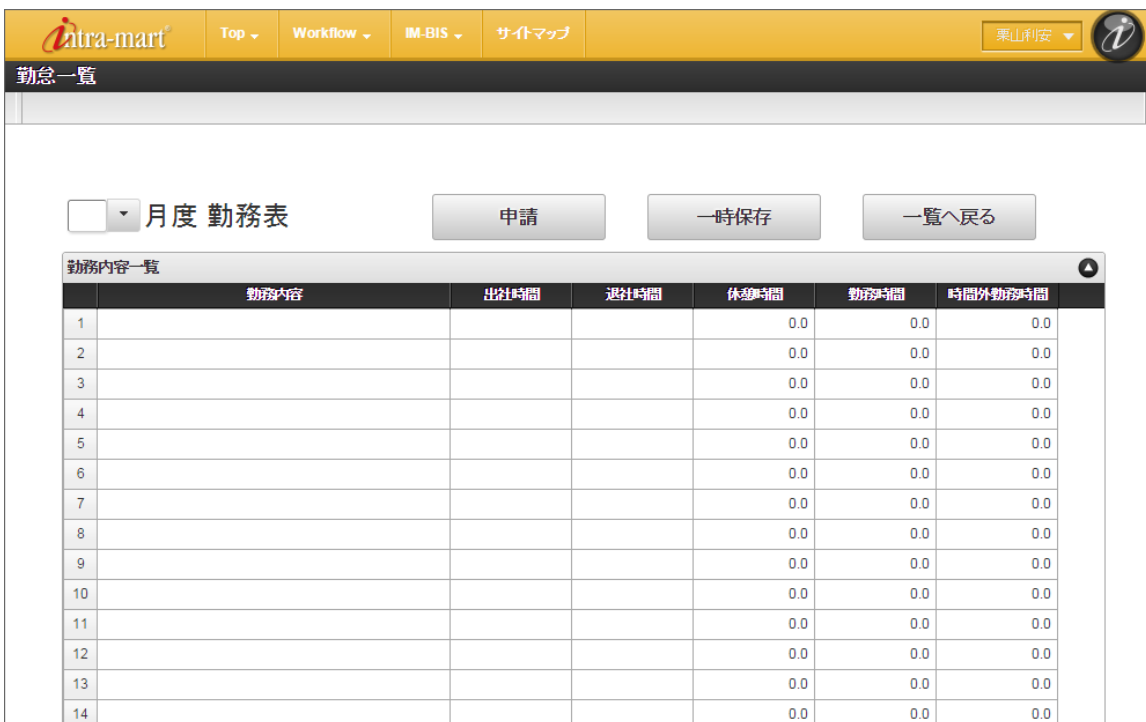 intra-mart® Top Workflow IM-BIS サイトマップ 栗山利安 i
勤怠一覧
月度 勤務表 申請 一時保存 一覧へ戻る
勤務内容一覧
勤務内容 出社時間 退社時間 休憩時間 勤務時間 時間外勤務時間
1 0.0 0.0 0.0
2 0.0 0.0 0.0
3 0.0 0.0 0.0
4 0.0 0.0 0.0
5 0.0 0.0 0.0
6 0.0 0.0 0.0
7 0.0 0.0 0.0
8 0.0 0.0 0.0
9 0.0 0.0 0.0
10 0.0 0.0 0.0
11 0.0 0.0 0.0
12 0.0 0.0 0.0
13 0.0 0.0 0.0
14 0.0 0.0 0.0